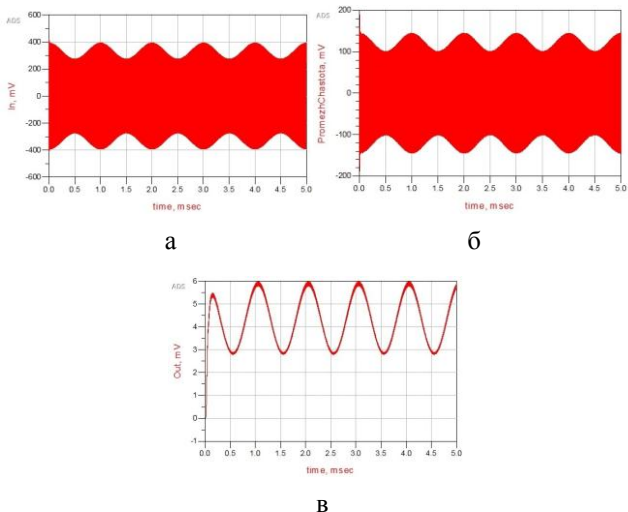 ADS
In, mV
600
400
200
0
-200
-400
-600
0.0 0.5 1.0 1.5 2.0 2.5 3.0 3.5 4.0 4.5 5.0
time, msec
а
ADS
PromezhChastota, mV
200
100
0
-100
-200
0.0 0.5 1.0 1.5 2.0 2.5 3.0 3.5 4.0 4.5 5.0
time, msec
б
ADS
Out, mV
6
5
4
3
2
1
0
-1
0.0 0.5 1.0 1.5 2.0 2.5 3.0 3.5 4.0 4.5 5.0
time, msec
в